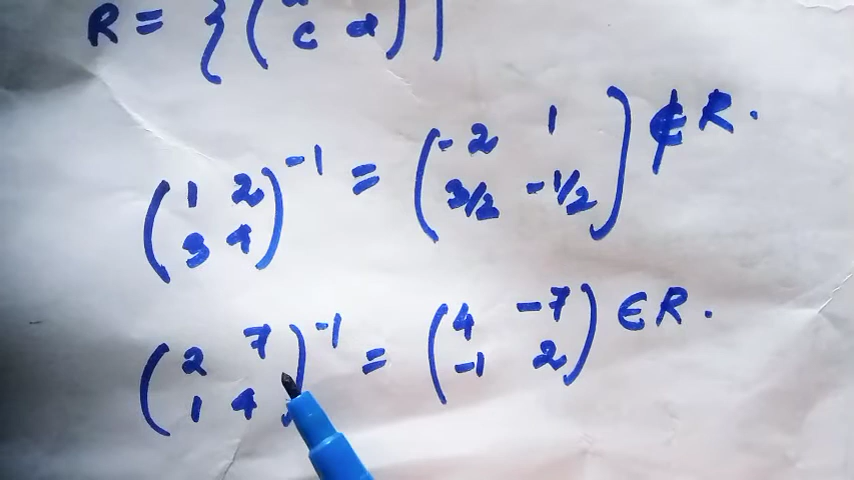 R = { ( c d ) }
( 1 2 3 4 )⁻¹ = ( -2 1 3/2 -1/2 ) ∉ R.
( 2 7 1 4 )⁻¹ = ( 4 -7 -1 2 ) ∈ R.